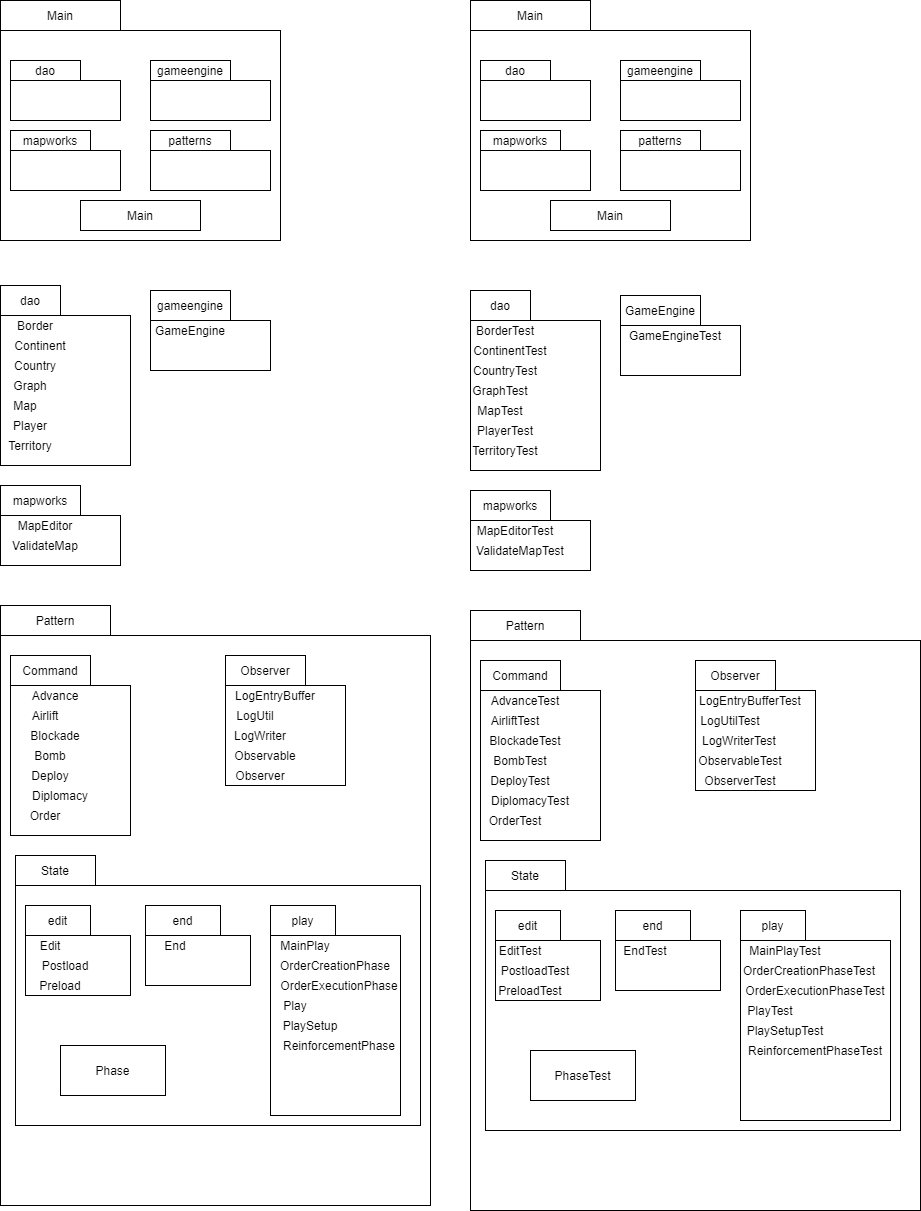 Main
dao
gameengine
mapworks
patterns
Main
Main
dao
gameengine
mapworks
patterns
Main
dao
Border
Continent
Country
Graph
Map
Player
Territory
gameengine
GameEngine
dao
BorderTest
ContinentTest
CountryTest
GraphTest
MapTest
PlayerTest
TerritoryTest
GameEngine
GameEngineTest
mapworks
MapEditor
ValidateMap
mapworks
MapEditorTest
ValidateMapTest
Pattern
Command
Advance
Airlift
Blockade
Bomb
Deploy
Diplomacy
Order
Observer
LogEntryBuffer
LogUtil
LogWriter
Observable
Observer
State
edit
Edit
Postload
Preload
end
End
play
MainPlay
OrderCreationPhase
OrderExecutionPhase
Play
PlaySetup
ReinforcementPhase
Phase
Pattern
Command
AdvanceTest
AirliftTest
BlockadeTest
BombTest
DeployTest
DiplomacyTest
OrderTest
Observer
LogEntryBufferTest
LogUtilTest
LogWriterTest
ObservableTest
ObserverTest
State
edit
EditTest
PostloadTest
PreloadTest
end
EndTest
play
MainPlayTest
OrderCreationPhaseTest
OrderExecutionPhaseTest
PlayTest
PlaySetupTest
ReinforcementPhaseTest
PhaseTest